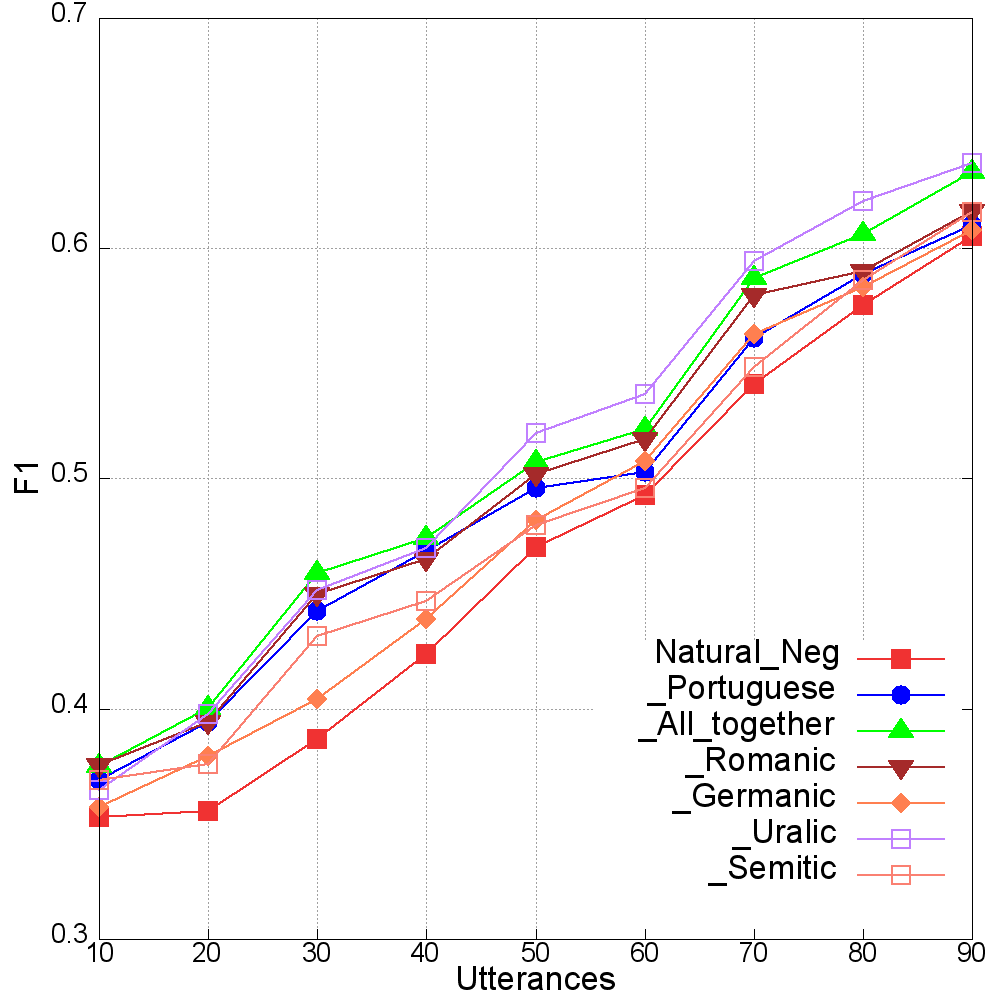 0.7
0.6
0.5
0.4
0.3
F1
Natural_Neg
_Portuguese
_All_together
_Romanic
_Germanic
_Uralic
_Semitic
10 20 30 40 50 60 70 80 90
Utterances